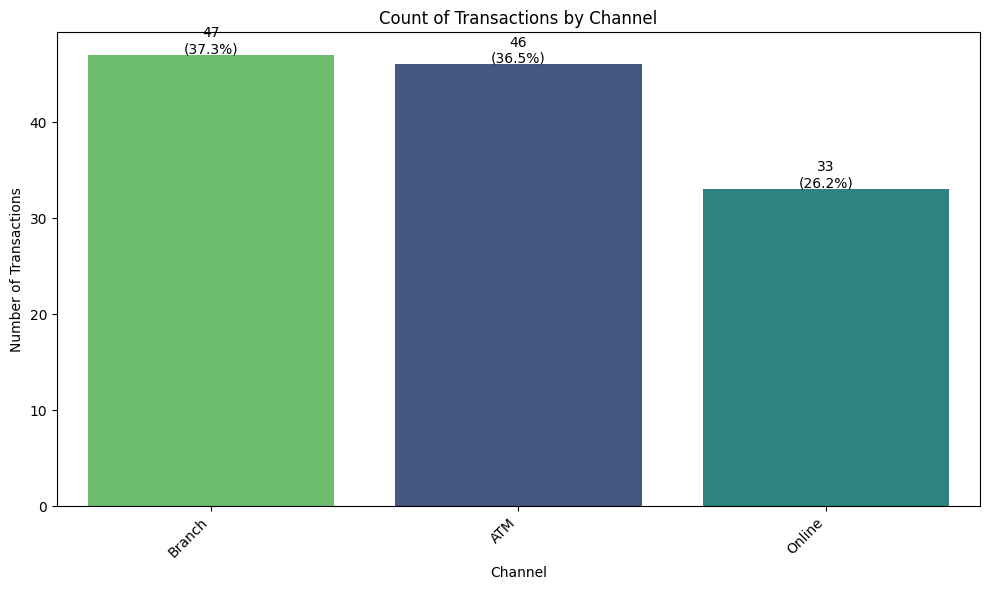 Count of Transactions by Channel
47
(37.3%)
46
(36.5%)
33
(26.2%)
Number of Transactions
40
30
20
10
0
Branch
ATM
Online
Channel